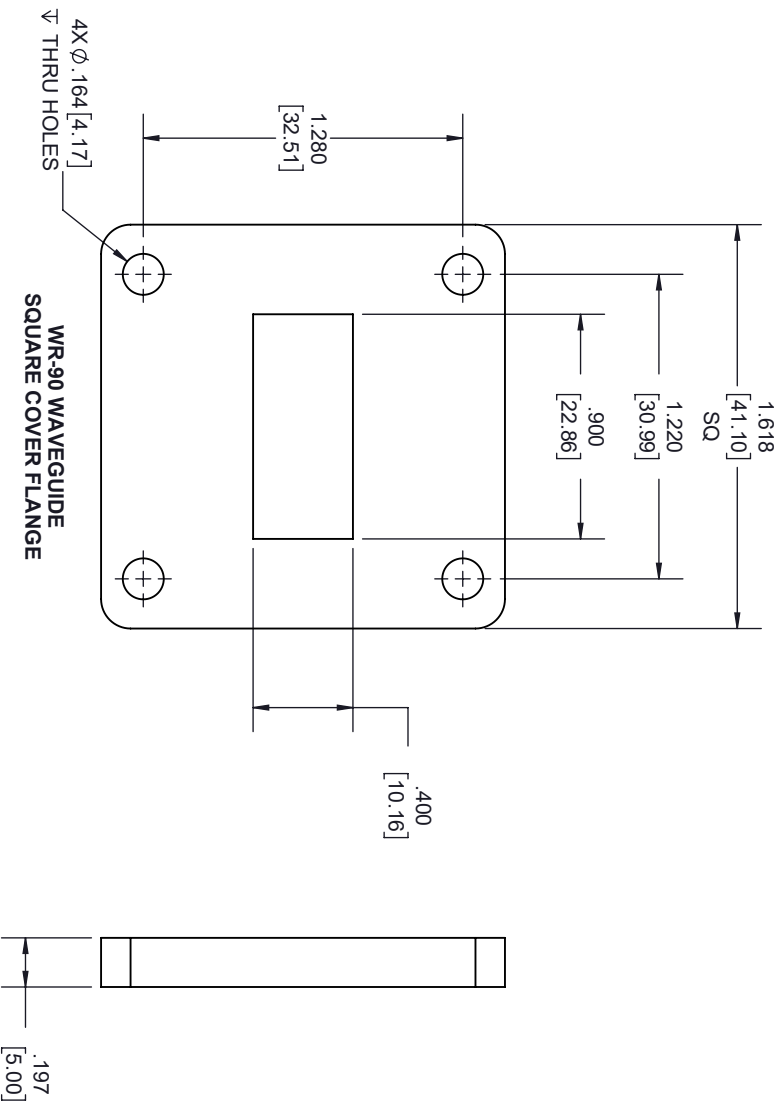 1.618
[41.10]
SQ
1.220
[30.99]
.900
[22.86]
1.280
[32.51]
4X Ø .164 [4.17]
↧ THRU HOLES
.400
[10.16]
.197
[5.00]
WR-90 WAVEGUIDE
SQUARE COVER FLANGE